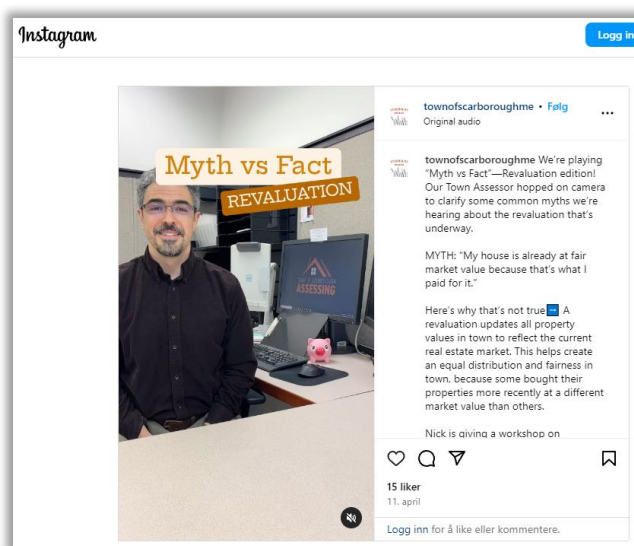 Instagram
Logg in
Myth vs Fact
REVALUATION
ASSESSING
townofscarboroughme • Følg
Original audio
townofscarboroughme We're playing
"Myth vs Fact"—Revaluation edition!
Our Town Assessor hopped on camera
to clarify some common myths we're
hearing about the revaluation that's
underway.
MYTH: "My house is already at fair
market value because that's what I
paid for it."
Here's why that's not true➡️ A
revaluation updates all property
values in town to reflect the current
real estate market. This helps create
an equal distribution and fairness in
town, because some bought their
properties more recently at a different
market value than others.
Nick is giving a workshop on
15 liker
11. april
Logg inn for å like eller kommentere.